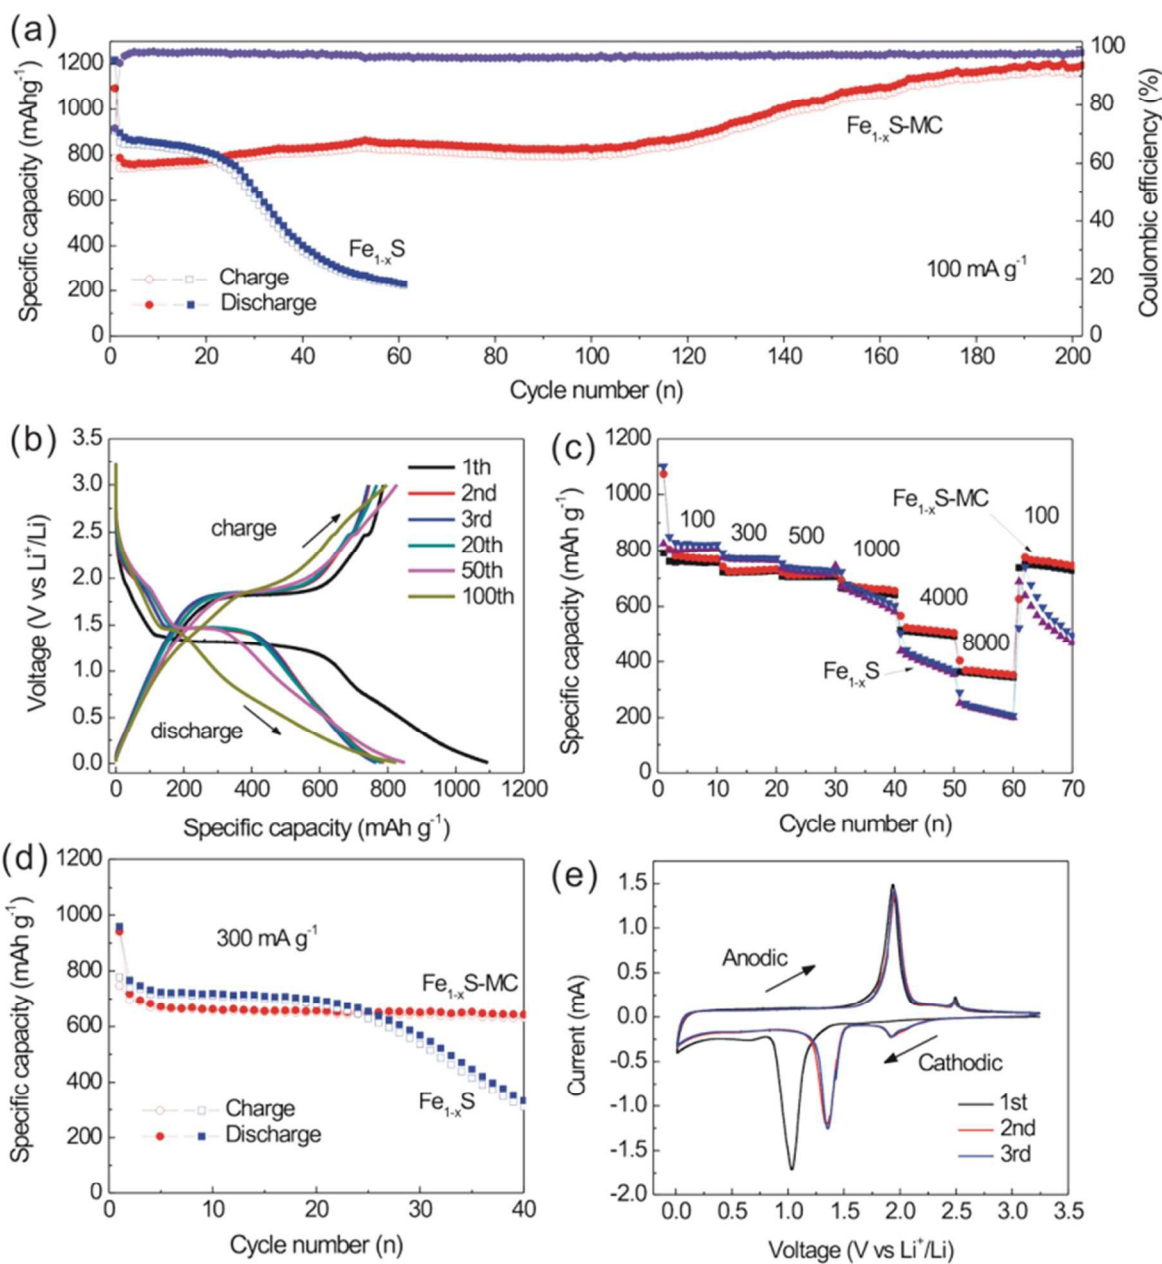 (a)
Specific capacity (mAhg⁻¹)
1200
1000
800
600
400
200
0
Fe₁₋ₓS-MC
Fe₁₋ₓS
100 mA g⁻¹
Charge
Discharge
100
80
60
40
20
0
Coulombic efficiency (%)
0 20 40 60 80 100 120 140 160 180 200
Cycle number (n)
(b)
Voltage (V vs Li⁺/Li)
3.5
3.0
2.5
2.0
1.5
1.0
0.5
0.0
charge
discharge
1th
2nd
3rd
20th
50th
100th
0 200 400 600 800 1000 1200
Specific capacity (mAh g⁻¹)
(c)
Specific capacity (mAh g⁻¹)
1200
1000
800
600
400
200
0
Fe₁₋ₓS-MC
100 300 500 1000 4000 8000 100
Fe₁₋ₓS
0 10 20 30 40 50 60 70
Cycle number (n)
(d)
Specific capacity (mAh g⁻¹)
1200
1000
800
600
400
200
0
300 mA g⁻¹
Fe₁₋ₓS-MC
Fe₁₋ₓS
Charge
Discharge
0 10 20 30 40
Cycle number (n)
(e)
Current (mA)
1.5
1.0
0.5
0.0
-0.5
-1.0
-1.5
-2.0
Anodic
Cathodic
1st
2nd
3rd
0.0 0.5 1.0 1.5 2.0 2.5 3.0 3.5
Voltage (V vs Li⁺/Li)